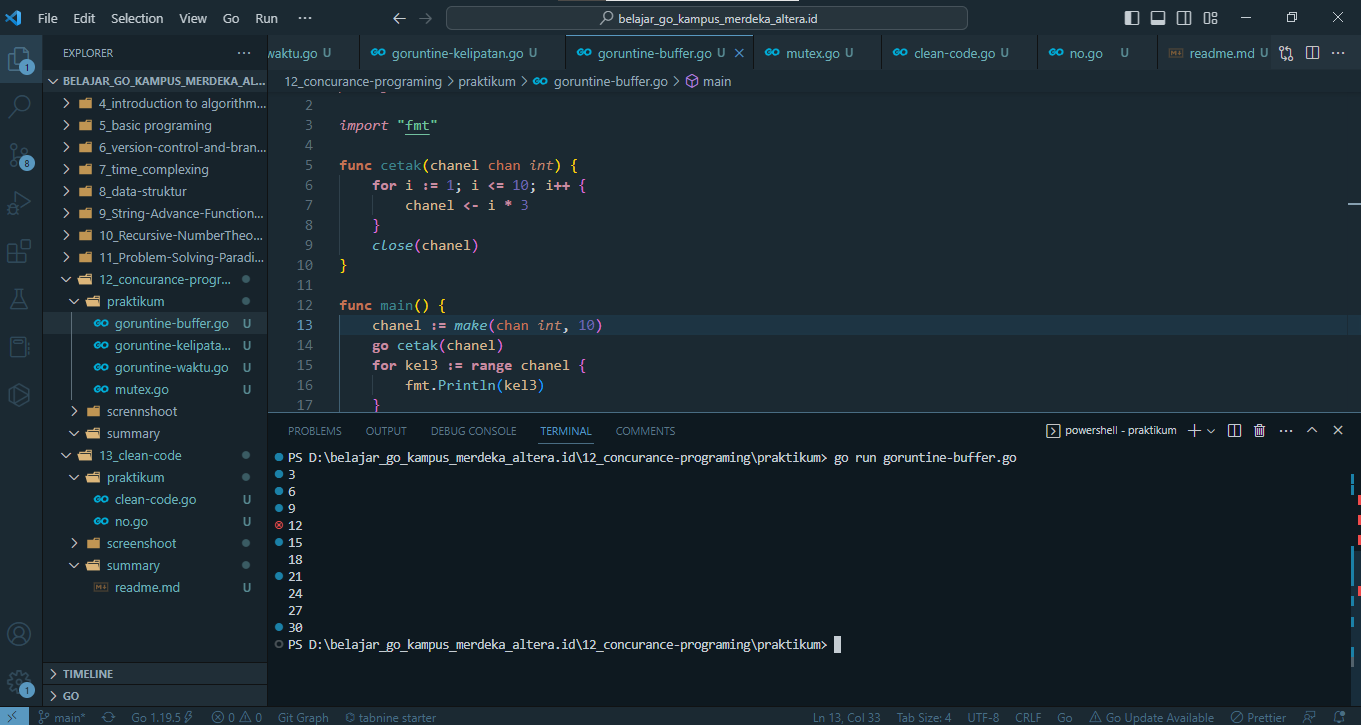 File Edit Selection View Go Run ··· belajar_go_kampus_merdeka_altera.id
EXPLORER ···
waktu.go U goruntine-kelipatan.go U goruntine-buffer.go U mutex.go U clean-code.go U no.go U readme.md U ···
BELAJAR_GO_KAMPUS_MERDEKA_AL...
4_introduction to algorithm...
5_basic programing
6_version-control-and-bran...
7_time_complexing
8_data-struktur
9_String-Advance-Function...
10_Recursive-NumberTheo...
11_Problem-Solving-Paradi...
12_concurance-progr...
praktikum
goruntine-buffer.go U
goruntine-kelipata... U
goruntine-waktu.go U
mutex.go U
scrennshoot
summary
13_clean-code
praktikum
clean-code.go U
no.go U
screenshoot
summary
readme.md U
TIMELINE
GO
1
8
1
12_concurance-programing > praktikum > goruntine-buffer.go > main
2
3 import "fmt"
4
5 func cetak(chanel chan int) {
6 for i := 1; i <= 10; i++ {
7 chanel <- i * 3
8 }
9 close(chanel)
10 }
11
12 func main() {
13 chanel := make(chan int, 10)
14 go cetak(chanel)
15 for kel3 := range chanel {
16 fmt.Println(kel3)
17 }
PROBLEMS OUTPUT DEBUG CONSOLE TERMINAL COMMENTS powershell - praktikum ···
PS D:\belajar_go_kampus_merdeka_altera.id\12_concurance-programing\praktikum> go run goruntine-buffer.go
3
6
9
12
15
18
21
24
27
30
PS D:\belajar_go_kampus_merdeka_altera.id\12_concurance-programing\praktikum>
main* Go 1.19.5 0 0 Git Graph tabnine starter Ln 13, Col 33 Tab Size: 4 UTF-8 CRLF Go Go Update Available Prettier